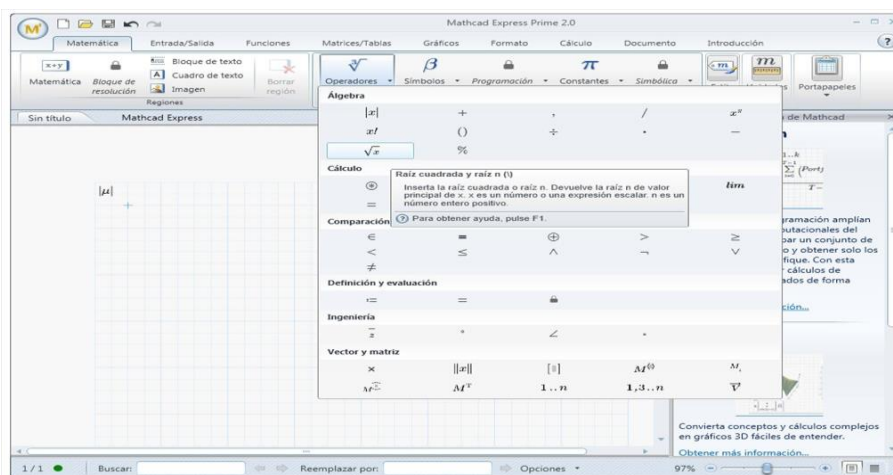 Mathcad Express Prime 2.0
Matemática Entrada/Salida Funciones Matrices/Tablas Gráficos Formato Cálculo Documento Introducción
Matemática
Bloque de resolución
Bloque de texto
Cuadro de texto
Imagen
Borrar región
Regiones
Operadores Símbolos Programación Constantes Simbólica
Portapapeles
Sin título Mathcad Express
de Mathcad
|μ|
Álgebra
|x| + , / xⁿ
x! () ÷ · −
√x %
Cálculo
lim
=
Raíz cuadrada y raíz n (\)
Inserta la raíz cuadrada o raíz n. Devuelve la raíz n de valor
principal de x. x es un número o una expresión escalar. n es un
número entero positivo.
Para obtener ayuda, pulse F1.
Comparación
∈ = ⊕ > ≥
< ≤ ∧ ¬ ∨
≠
Definición y evaluación
:= =
Ingeniería
∠
Vector y matriz
× ||x|| M
Mᵀ 1..n 1,3..n V
ramación amplían
putacionales del
par un conjunto de
o y obtener solo los
fique. Con esta
cálculos de
ados de forma
ción...
Convierta conceptos y cálculos complejos
en gráficos 3D fáciles de entender.
Obtener más información...
1 / 1 Buscar: Reemplazar por: Opciones 97%